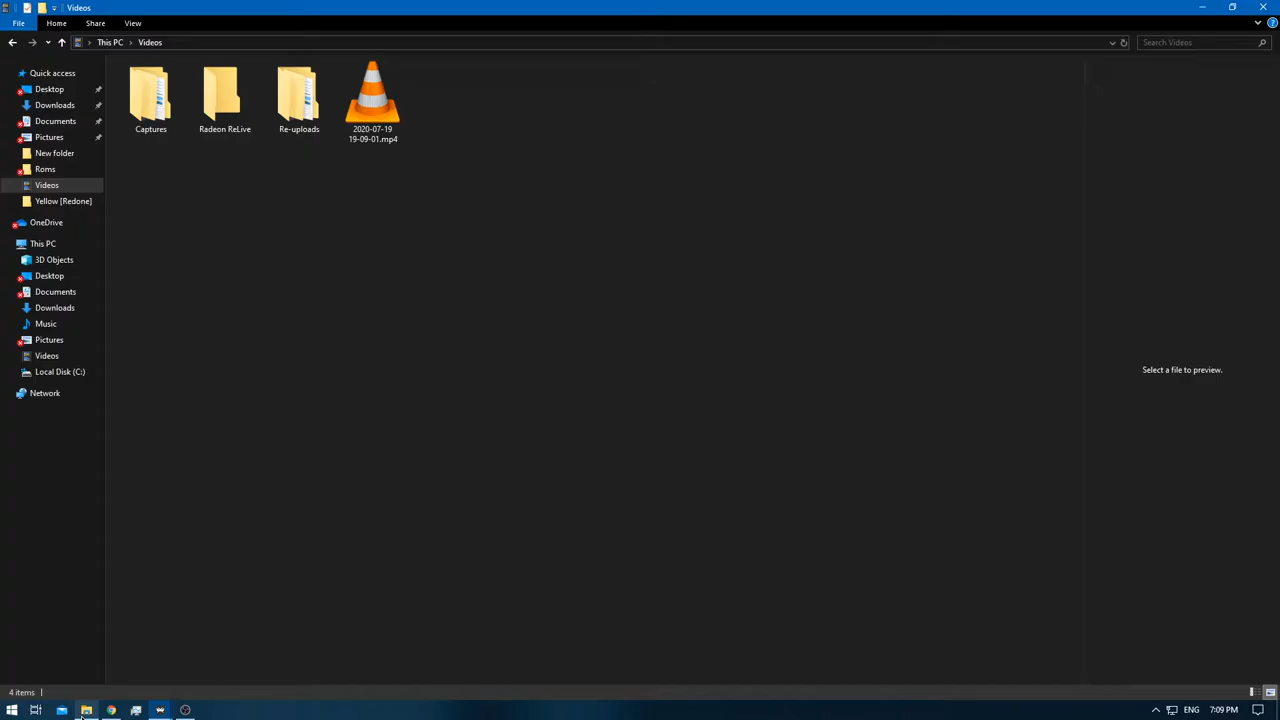 Videos
File Home Share View
This PC Videos Search Videos
Quick access
Desktop
Downloads
Documents
Pictures
New folder
Roms
Videos
Yellow [Redone]
OneDrive
This PC
3D Objects
Desktop
Documents
Downloads
Music
Pictures
Videos
Local Disk (C:)
Network
Captures
Radeon ReLive
Re-uploads
2020-07-19
19-09-01.mp4
Select a file to preview.
4 items
ENG 7:09 PM